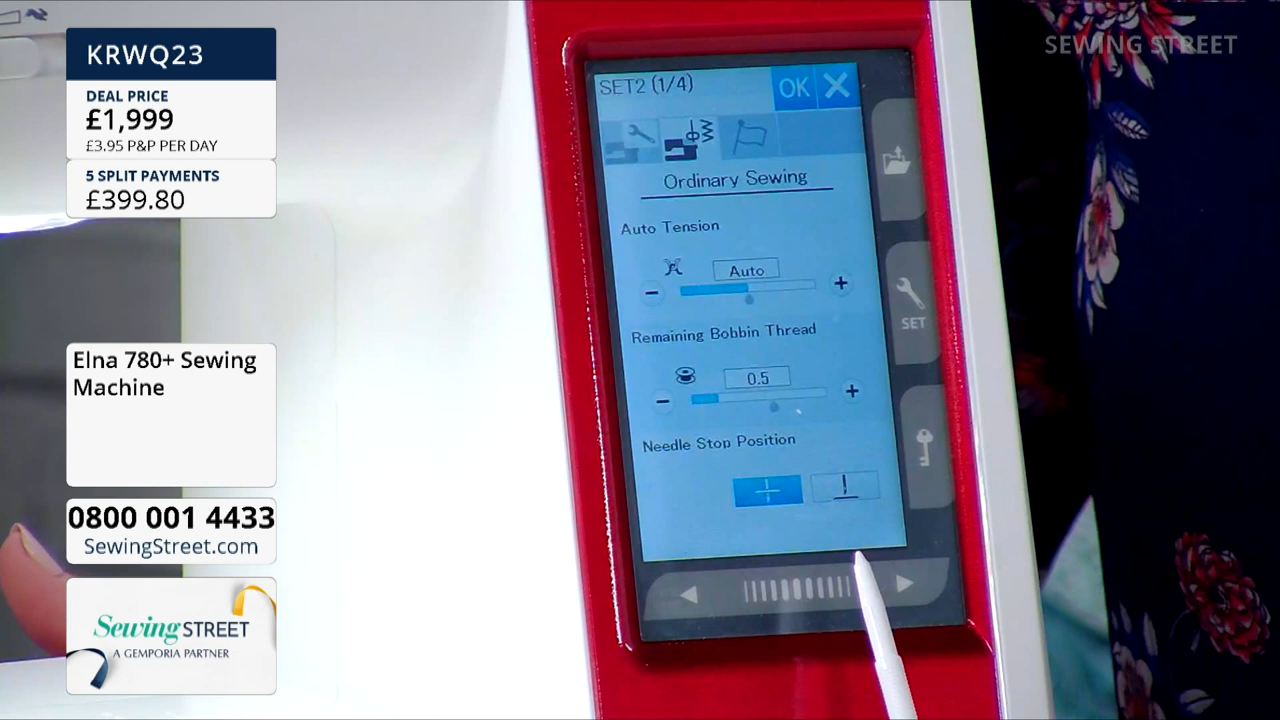 KRWQ23
DEAL PRICE
£1,999
£3.95 P&P PER DAY
5 SPLIT PAYMENTS
£399.80
Elna 780+ Sewing
Machine
0800 001 4433
SewingStreet.com
Sewing STREET
A GEMPORIA PARTNER
SEWING STREET
SET2 (1/4)
OK
Ordinary Sewing
Auto Tension
Auto
Remaining Bobbin Thread
0.5
Needle Stop Position
SET